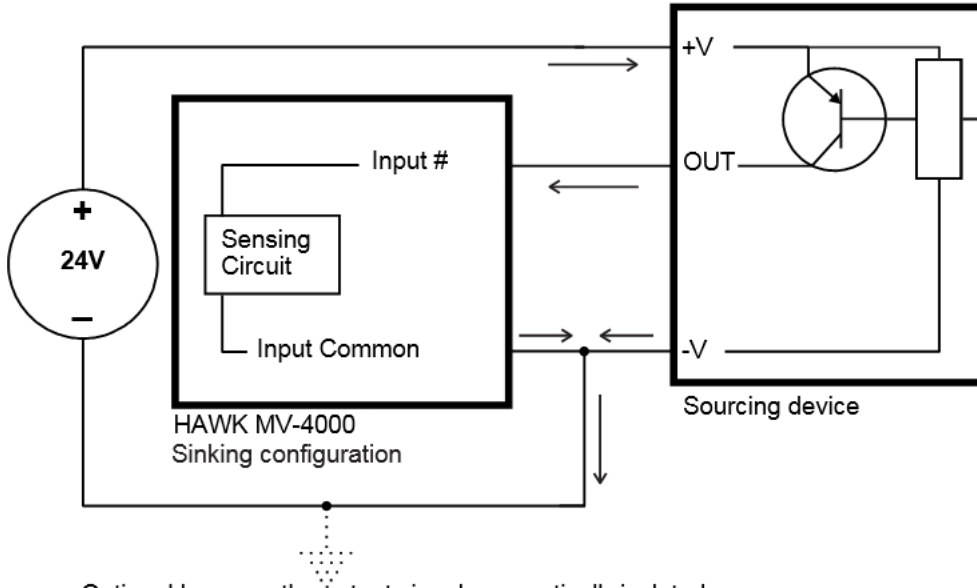 +V
Input #
OUT
+
24V
−
Sensing
Circuit
Input Common
-V
HAWK MV-4000
Sinking configuration
Sourcing device